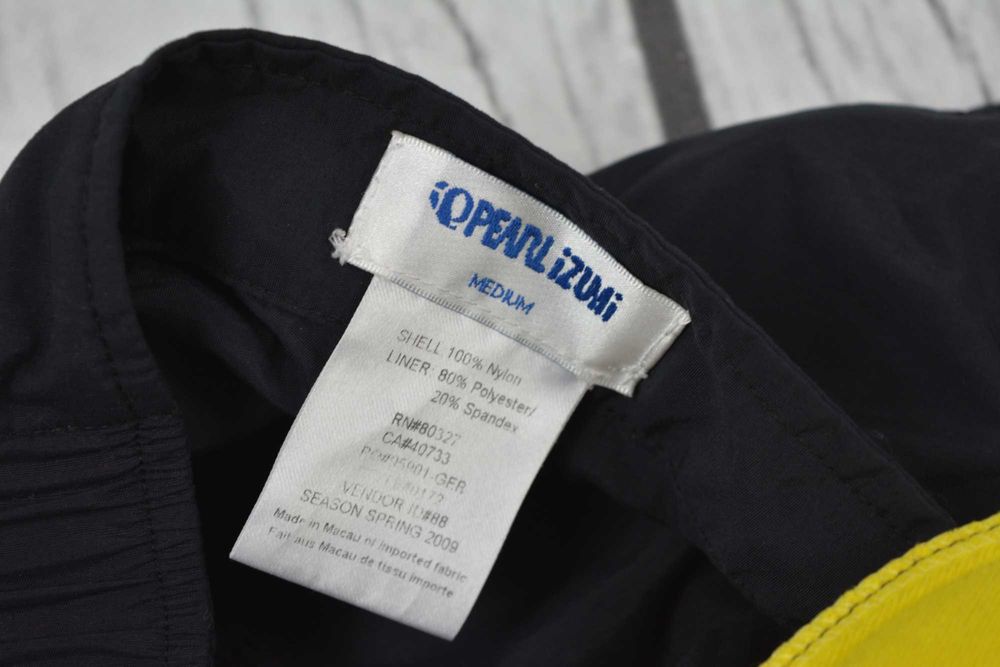 PEARL iZUMi
MEDIUM
SHELL 100% Nylon
LINER: 80% Polyester/
20% Spandex
RN#80327
CA#40733
VENDOR ID#88
SEASON SPRING 2009
Made in Macau of imported fabric
Fait aus Macau de tissu importe